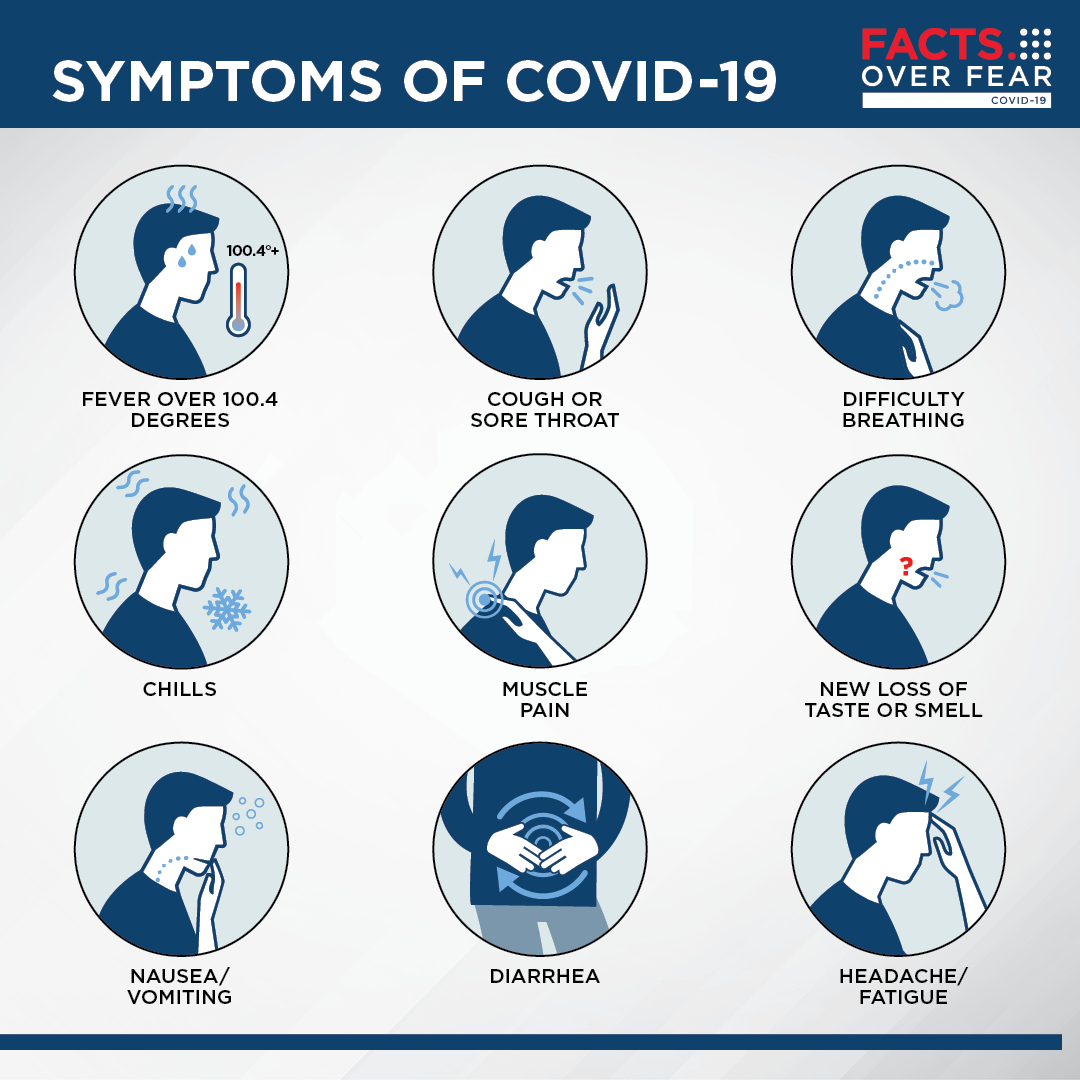 SYMPTOMS OF COVID-19
FACTS.
OVER FEAR
COVID-19
100.4°+
FEVER OVER 100.4
DEGREES
COUGH OR
SORE THROAT
DIFFICULTY
BREATHING
CHILLS
MUSCLE
PAIN
?
NEW LOSS OF
TASTE OR SMELL
NAUSEA/
VOMITING
DIARRHEA
HEADACHE/
FATIGUE